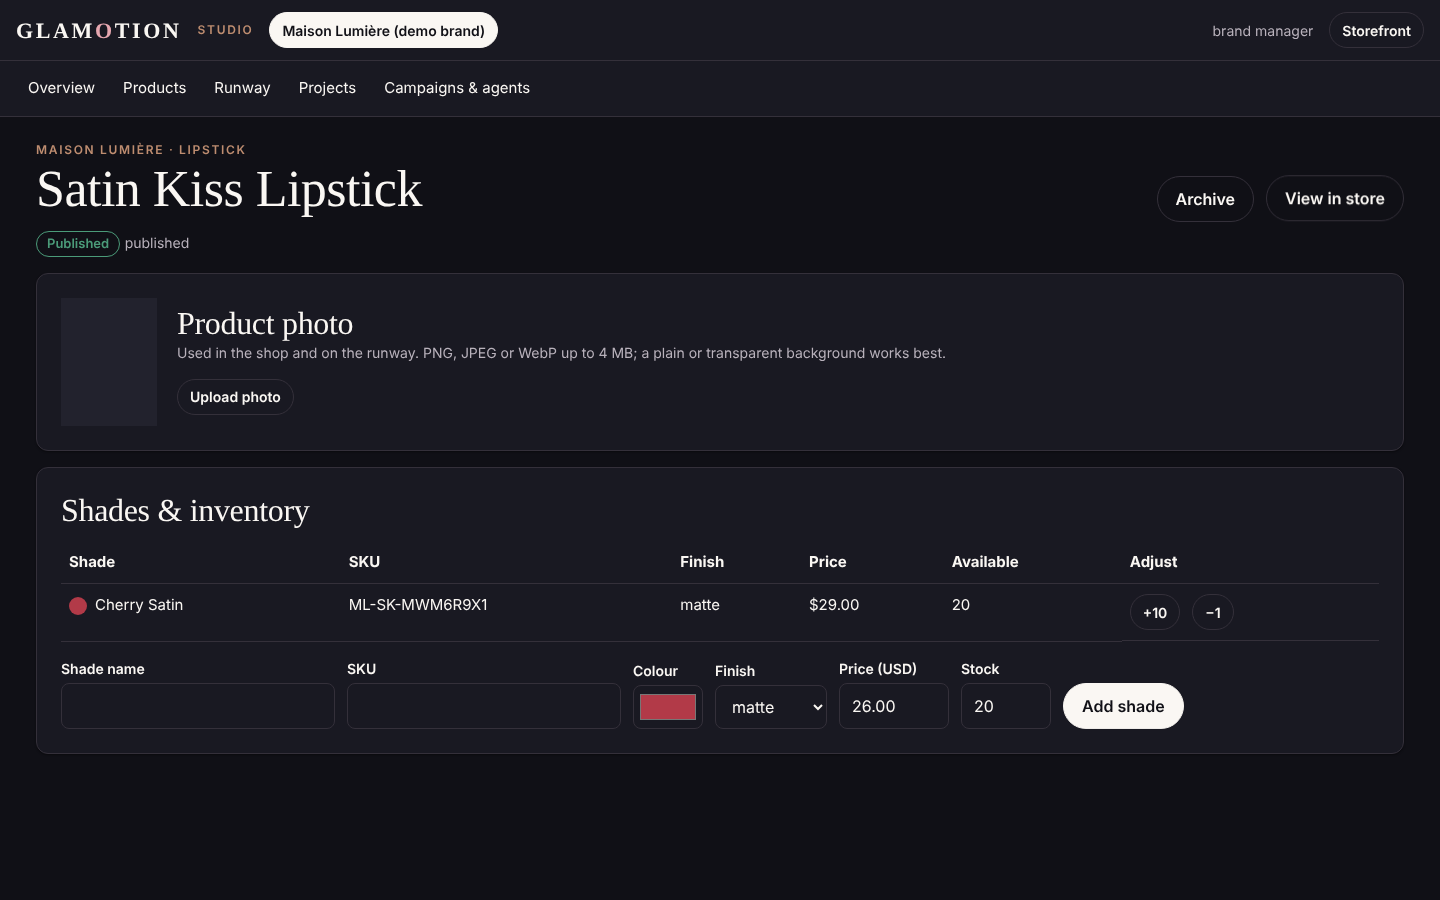 GLAMOTION STUDIO Maison Lumière (demo brand) brand manager Storefront
Overview Products Runway Projects Campaigns & agents
MAISON LUMIÈRE · LIPSTICK
Satin Kiss Lipstick
Archive View in store
Published published
Product photo
Used in the shop and on the runway. PNG, JPEG or WebP up to 4 MB; a plain or transparent background works best.
Upload photo
Shades & inventory
Shade SKU Finish Price Available Adjust
Cherry Satin ML-SK-MWM6R9X1 matte $29.00 20 +10 −1
Shade name SKU Colour Finish Price (USD) Stock
matte 26.00 20 Add shade